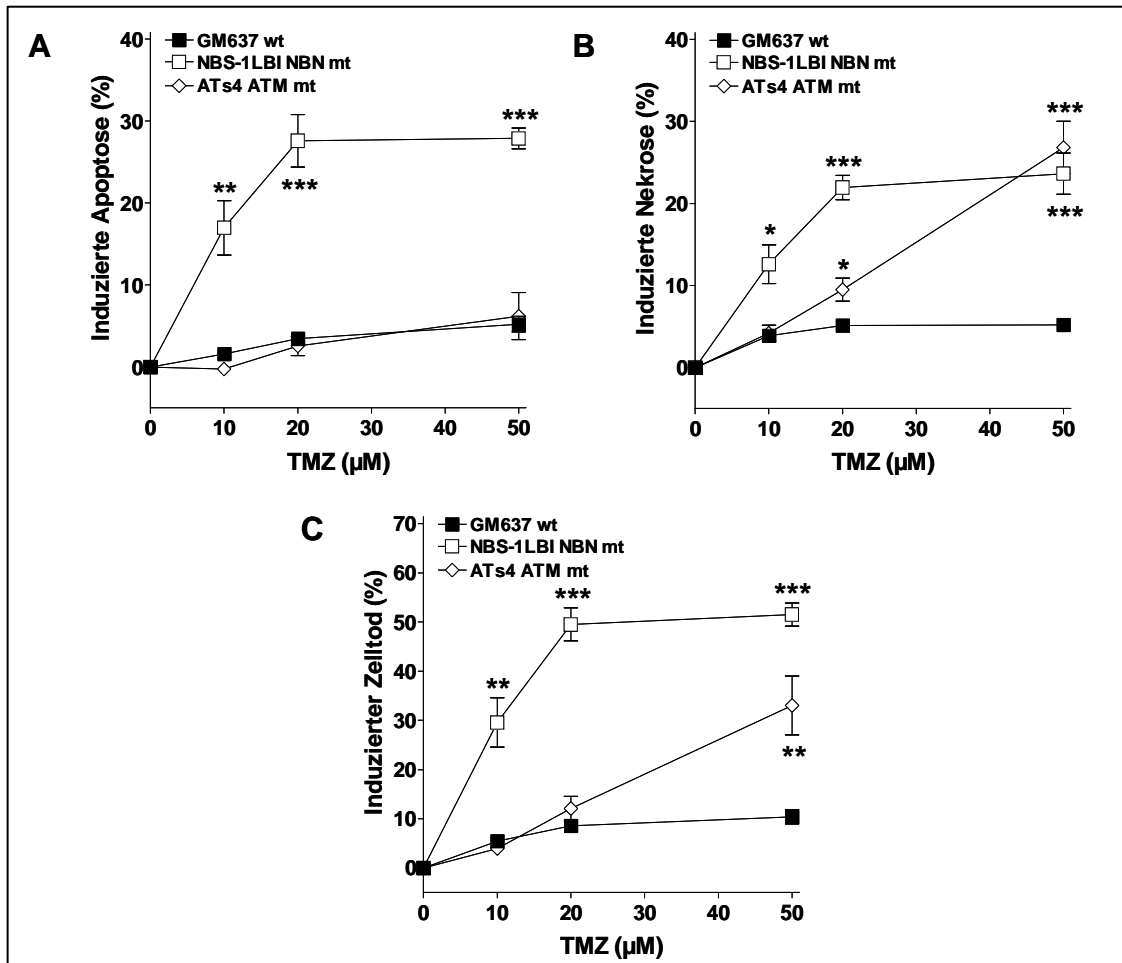 A
GM637 wt
NBS-1LBI NBN mt
ATs4 ATM mt
Induzierte Apoptose (%)
40
30
20
10
0
**
***
***
0 10 20 30 40 50
TMZ (µM)
B
GM637 wt
NBS-1LBI NBN mt
ATs4 ATM mt
Induzierte Nekrose (%)
40
30
20
10
0
*
***
*
***
***
0 10 20 30 40 50
TMZ (µM)
C
GM637 wt
NBS-1LBI NBN mt
ATs4 ATM mt
Induzierter Zelltod (%)
70
60
50
40
30
20
10
0
**
***
***
**
0 10 20 30 40 50
TMZ (µM)